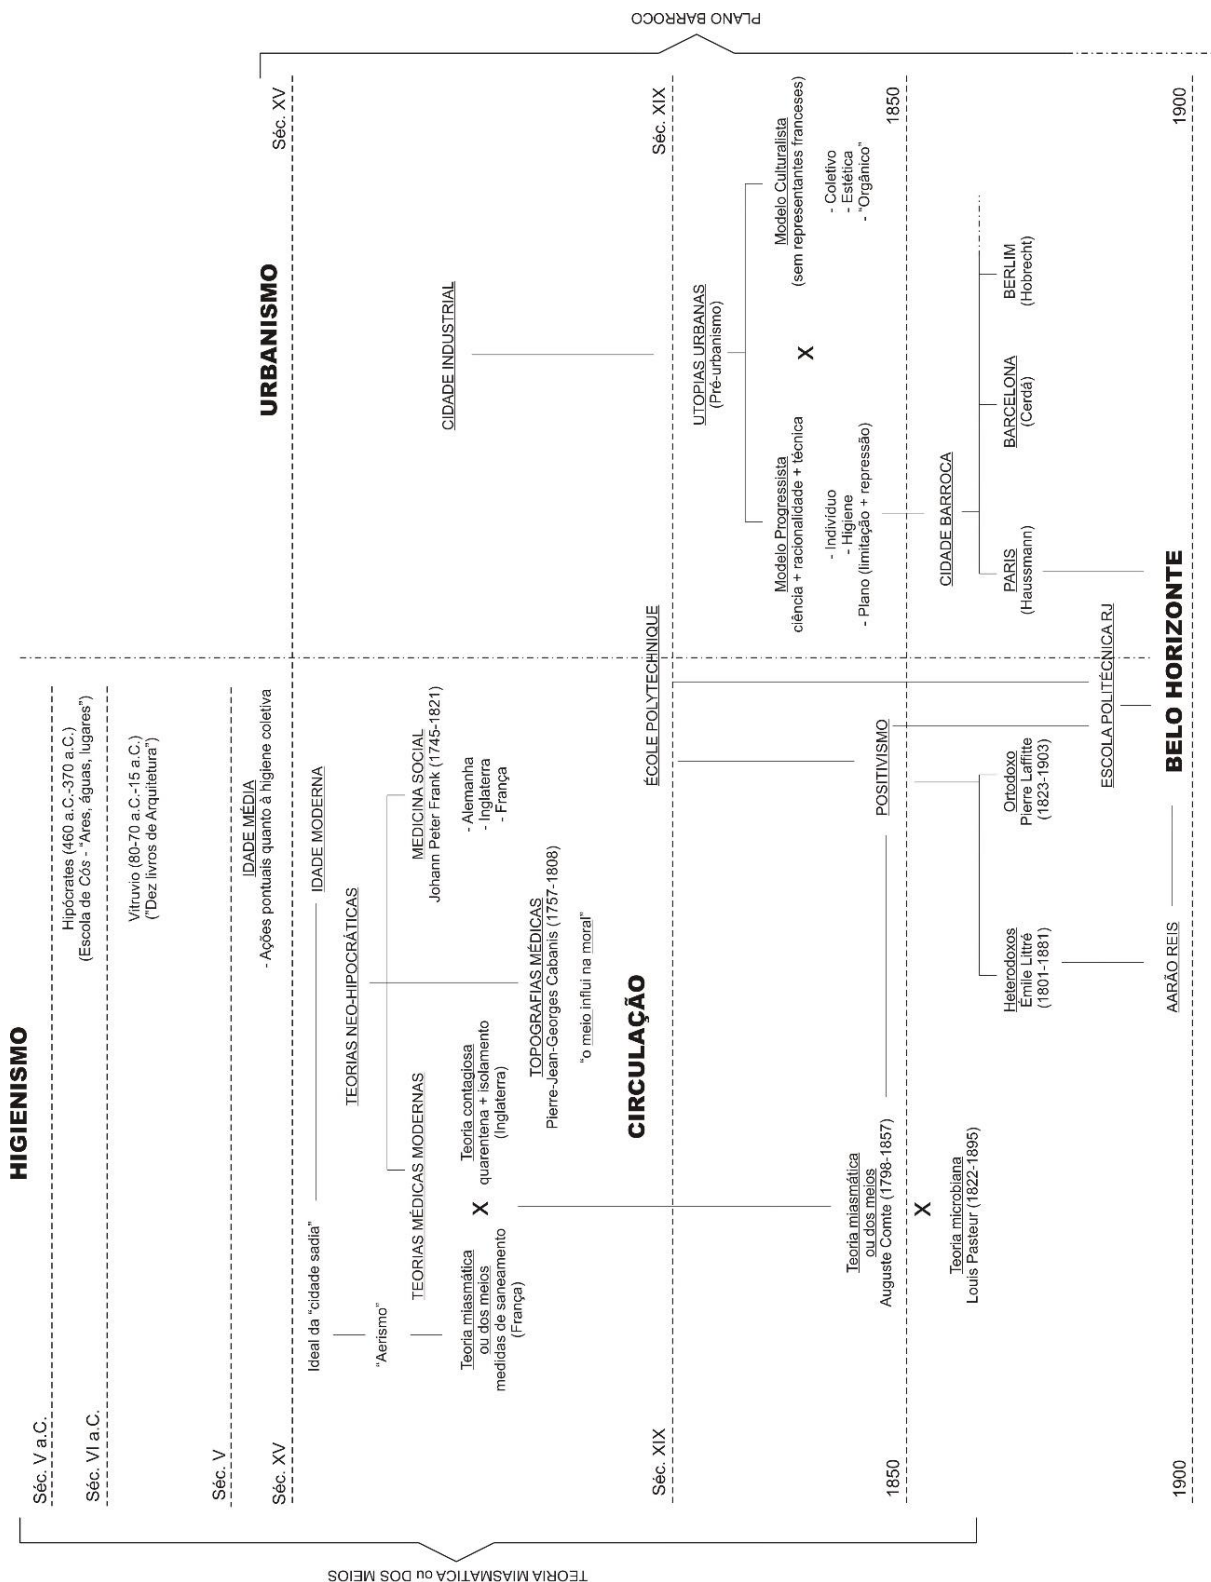 HIGIENISMO
URBANISMO
Séc. V a.C.
Hipócrates (460 a.C.-370 a.C.)
(Escola de Cós - “Ares, águas, lugares”)
Séc. VI a.C.
Vitruvio (80-70 a.C.-15 a.C.)
("Dez livros de Arquitetura”)
Séc. V
IDADE MÉDIA
- Ações pontuais quanto à higiene coletiva
Séc. XV
Séc. XV
Ideal da “cidade sadia”
IDADE MODERNA
TEORIAS NEO-HIPOCRÁTICAS
“Aerismo”
TEORIAS MÉDICAS MODERNAS
MEDICINA SOCIAL
Johann Peter Frank (1745-1821)
- Alemanha
- Inglaterra
- França
Teoria miasmática
ou dos meios
medidas de saneamento
(França)
X
Teoria contagiosa
quarentena + isolamento
(Inglaterra)
TOPOGRAFIAS MÉDICAS
Pierre-Jean-Georges Cabanis (1757-1808)
“o meio influi na moral”
CIDADE INDUSTRIAL
CIRCULAÇÃO
ÉCOLE POLYTECHNIQUE
Séc. XIX
Séc. XIX
UTOPIAS URBANAS
(Pré-urbanismo)
Modelo Progressista
ciência + racionalidade + técnica
- Indivíduo
- Higiene
- Plano (limitação + repressão)
X
Modelo Culturalista
(sem representantes franceses)
- Coletivo
- Estética
- “Orgânico”
Teoria miasmática
ou dos meios
Auguste Comte (1798-1857)
POSITIVISMO
1850
1850
X
Teoria microbiana
Louis Pasteur (1822-1895)
CIDADE BARROCA
Heterodoxos
Émile Littré
(1801-1881)
Ortodoxo
Pierre Laffitte
(1823-1903)
PARIS
(Haussmann)
BARCELONA
(Cerdá)
BERLIM
(Hobrecht)
ESCOLA POLITÉCNICA RJ
AARÃO REIS
BELO HORIZONTE
1900
1900
TEORIA MIASMÁTICA ou DOS MEIOS
PLANO BARROCO